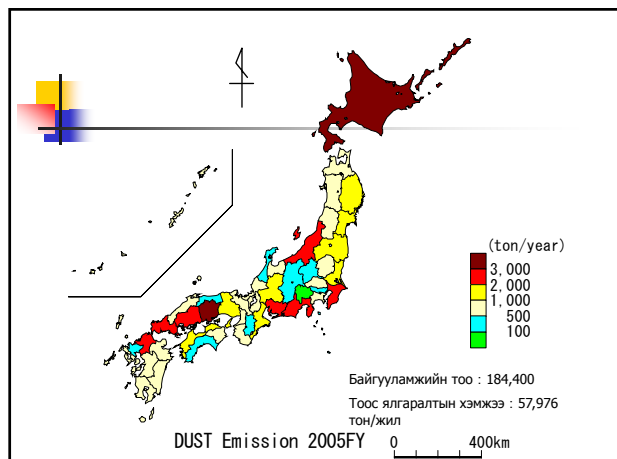 (ton/year)
3,000
2,000
1,000
500
100
Байгууламжийн тоо : 184,400
Тоос ялгаралтын хэмжээ : 57,976
тон/жил
DUST Emission 2005FY
0 400km